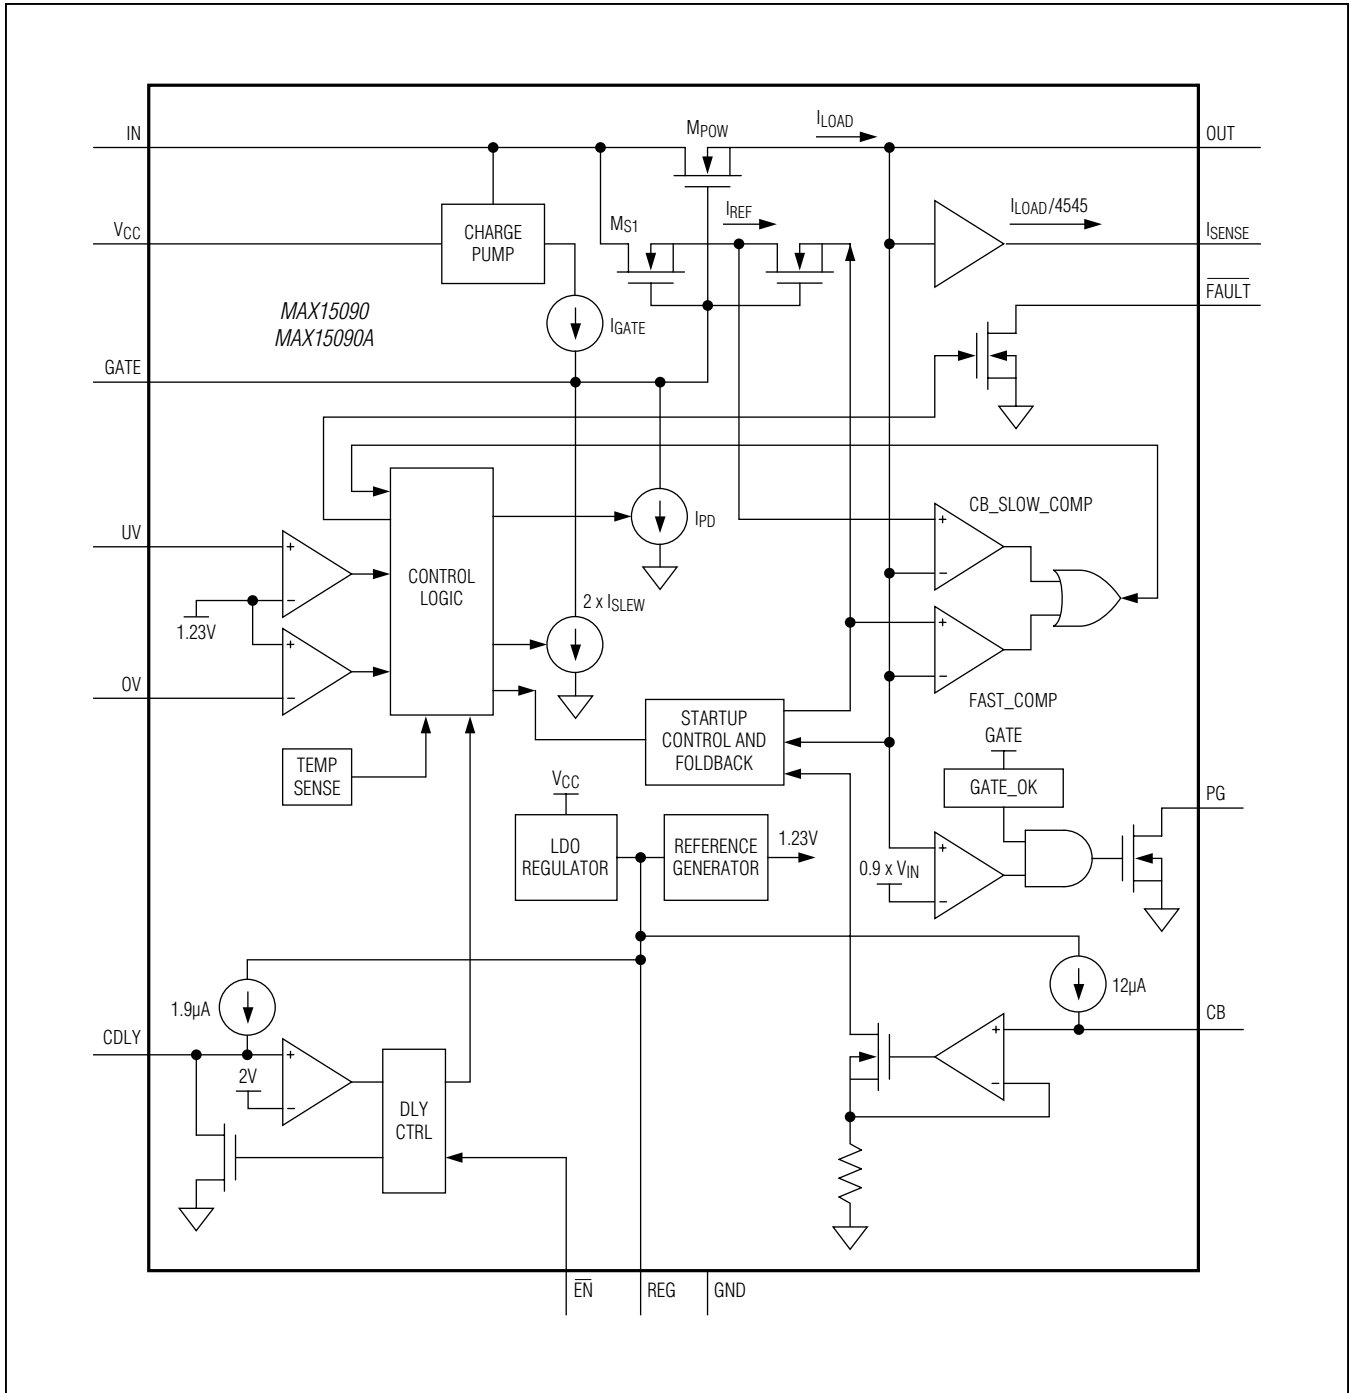 IN
MPOW
ILOAD
OUT
VCC
CHARGE
PUMP
MS1
IREF
ILOAD/4545
ISENSE
FAULT
MAX15090
MAX15090A
IGATE
GATE
UV
1.23V
OV
+
-
+
-
CONTROL
LOGIC
IPD
2 x ISLEW
CB_SLOW_COMP
+
-
+
-
FAST_COMP
TEMP
SENSE
STARTUP
CONTROL AND
FOLDBACK
GATE
GATE_OK
PG
VCC
LDO
REGULATOR
REFERENCE
GENERATOR
1.23V
0.9 x VIN
+
-
1.9µA
CDLY
2V
+
-
DLY
CTRL
12µA
CB
+
-
EN
REG
GND